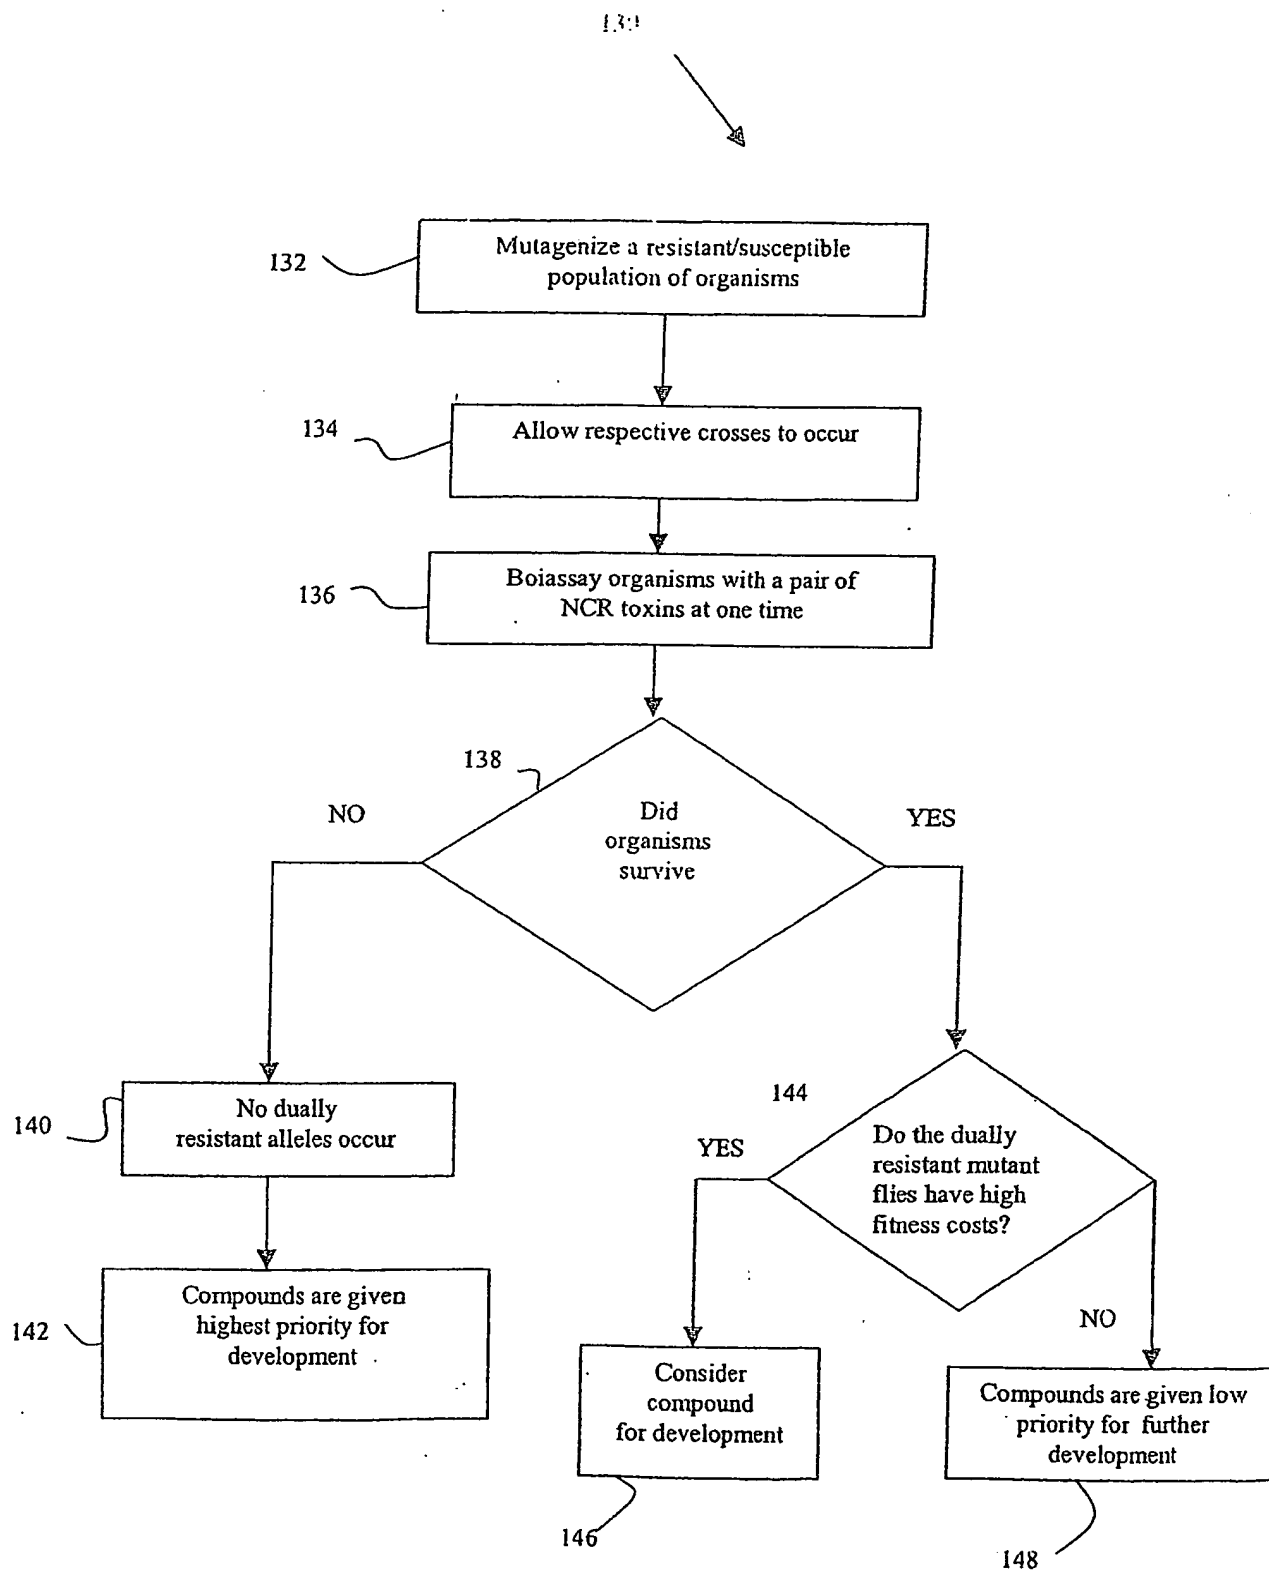 132
Mutagenize a resistant/susceptible
population of organisms
134
Allow respective crosses to occur
136
Boiassay organisms with a pair of
NCR toxins at one time
138
NO
Did
organisms
survive
YES
140
No dually
resistant alleles occur
144
YES
Do the dually
resistant mutant
flies have high
fitness costs?
NO
142
Compounds are given
highest priority for
development
Consider
compound
for development
Compounds are given low
priority for further
development
146
148